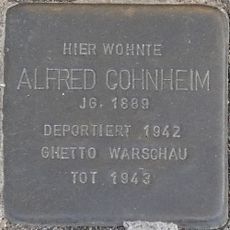 HIER WOHNTE
ALFRED COHNHEIM
JG. 1889
DEPORTIERT 1942
GHETTO WARSCHAU
TOT 1943